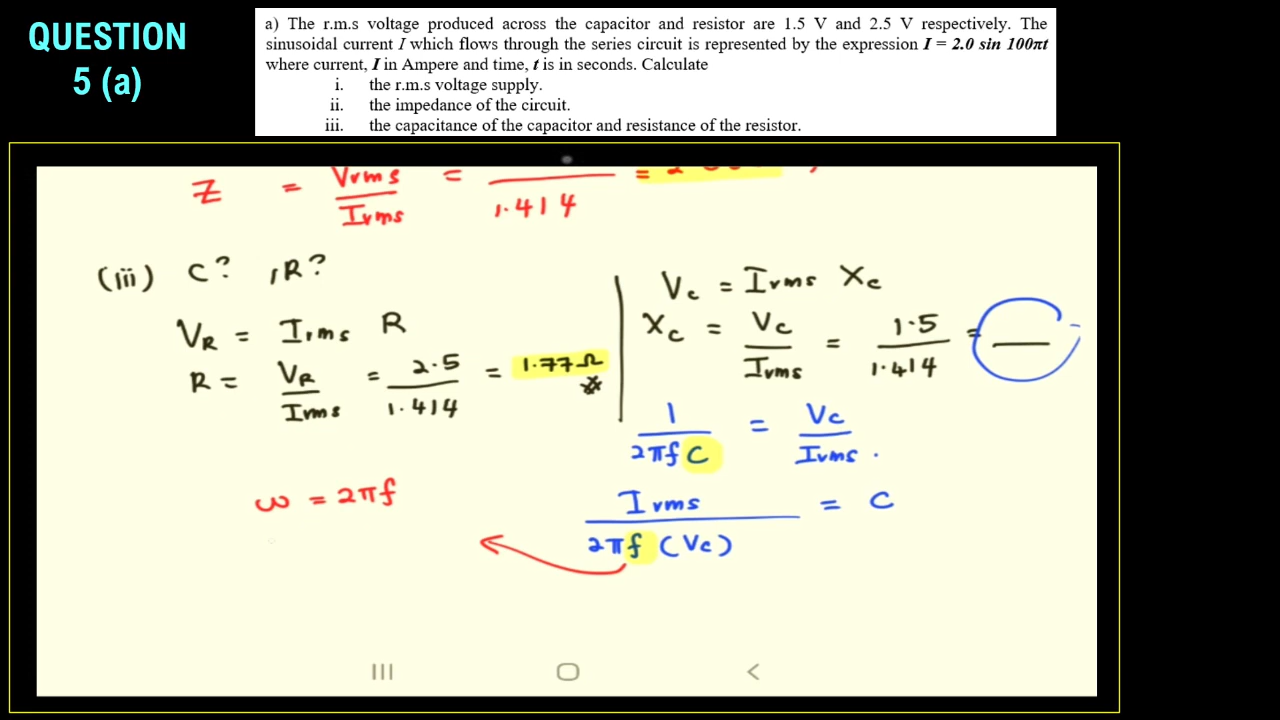 QUESTION
5 (a)
a) The r.m.s voltage produced across the capacitor and resistor are 1.5 V and 2.5 V respectively. The
sinusoidal current I which flows through the series circuit is represented by the expression I = 2.0 sin 100πt
where current, I in Ampere and time, t is in seconds. Calculate
i. the r.m.s voltage supply.
ii. the impedance of the circuit.
iii. the capacitance of the capacitor and resistance of the resistor.
Z = Vrms / Irms = / 1.414 =
(iii) C? , R?
VR = Irms R
R = VR / Irms = 2.5 / 1.414 = 1.77Ω
Vc = Irms Xc
Xc = Vc / Irms = 1.5 / 1.414 =
1 / 2πfC = Vc / Irms .
ω = 2πf
Irms / 2πf (Vc) = C